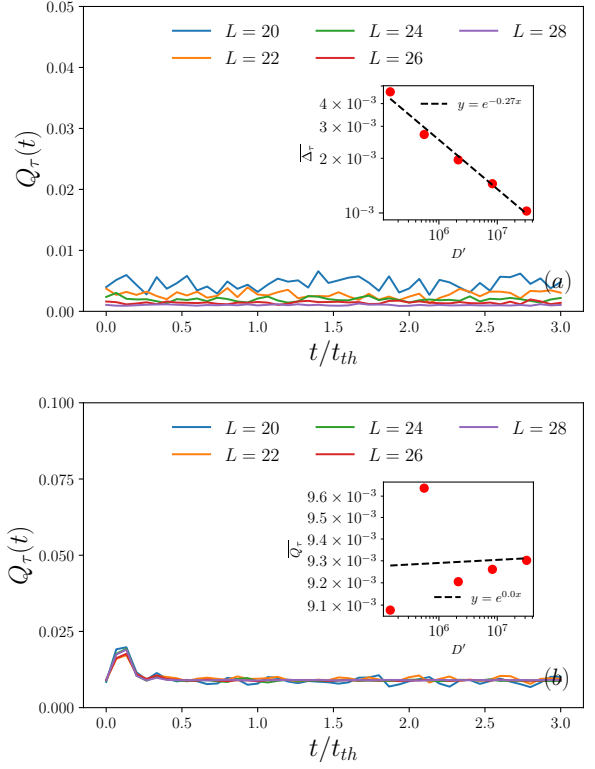 L = 20 L = 24 L = 28
L = 22 L = 26
0.05
0.04
0.03
0.02
0.01
0.00
Q_τ(t)
4 × 10⁻³
3 × 10⁻³
2 × 10⁻³
10⁻³
Δ_τ
y = e^{-0.27x}
10⁶ 10⁷
D′
(a)
0.0 0.5 1.0 1.5 2.0 2.5 3.0
t/t_{th}
L = 20 L = 24 L = 28
L = 22 L = 26
0.100
0.075
0.050
0.025
0.000
Q_τ(t)
9.6 × 10⁻³
9.5 × 10⁻³
9.4 × 10⁻³
9.3 × 10⁻³
9.2 × 10⁻³
9.1 × 10⁻³
Q_τ
y = e^{0.0x}
10⁶ 10⁷
D′
(b)
0.0 0.5 1.0 1.5 2.0 2.5 3.0
t/t_{th}